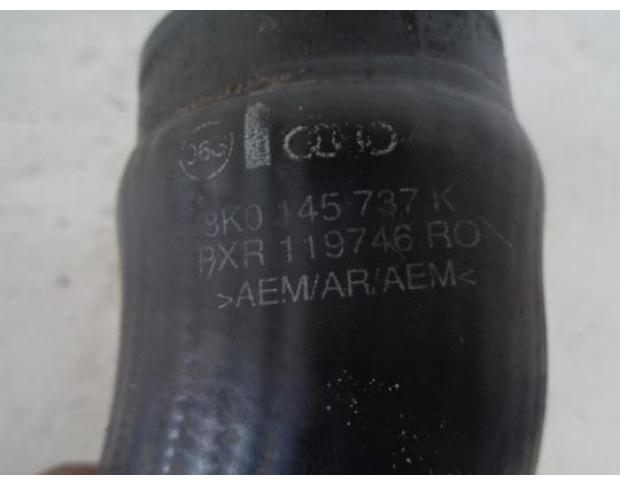 8K0 145 737 K
PXR 119746 RO
>AEM/AR/AEM<